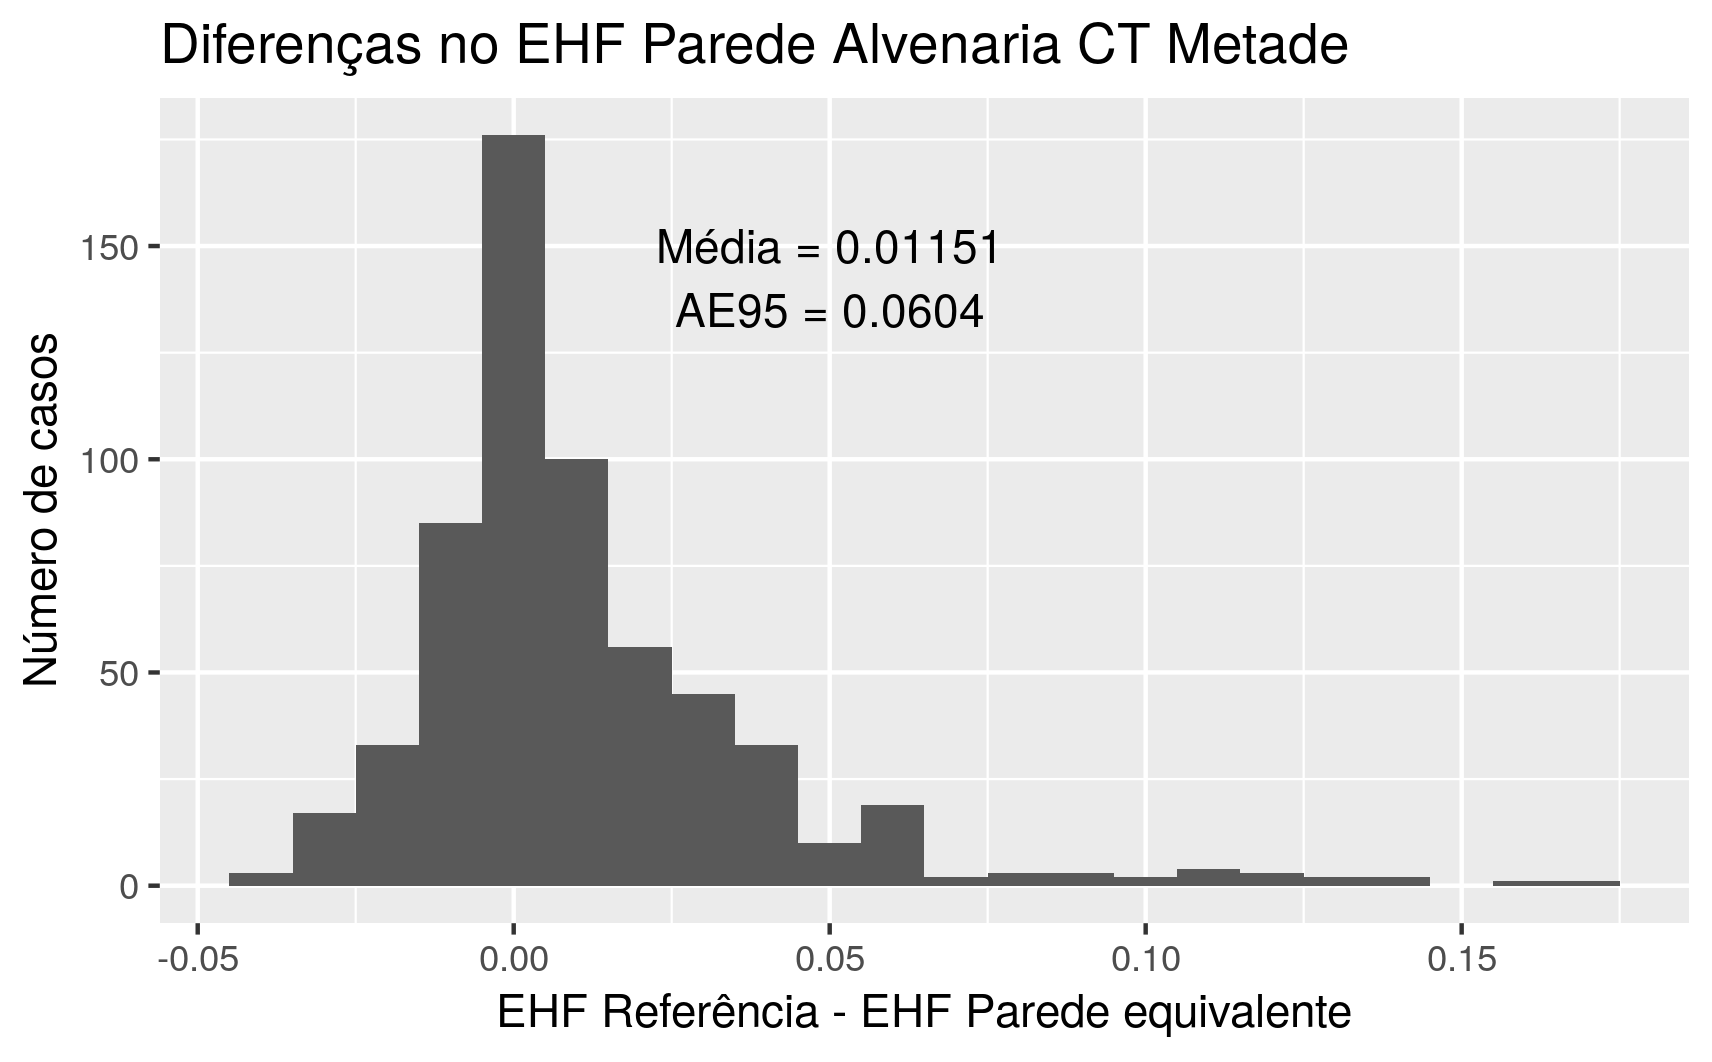 Diferenças no EHF Parede Alvenaria CT Metade
Média = 0.01151
AE95 = 0.0604
Número de casos
150
100
50
0
-0.05 0.00 0.05 0.10 0.15
EHF Referência - EHF Parede equivalente